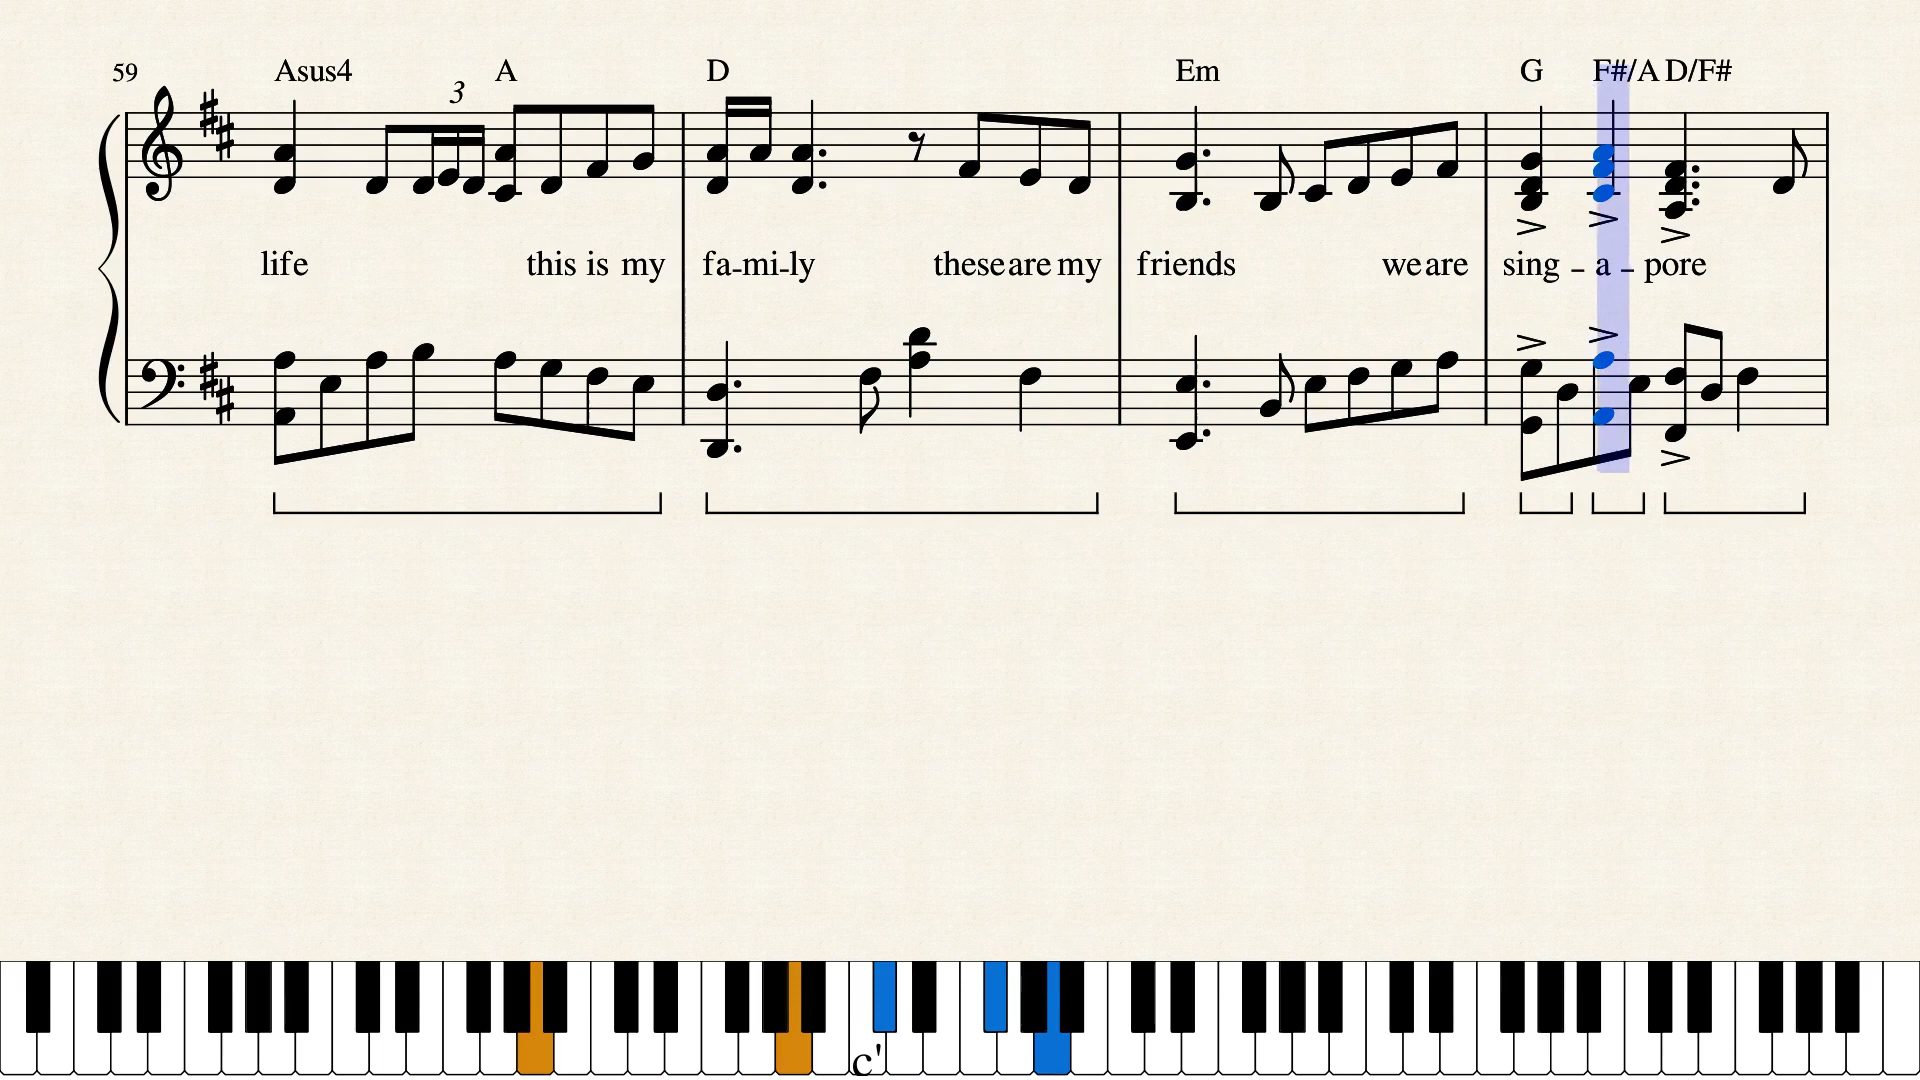 59 Asus4 A D Em G F#/A D/F#
3
life this is my fa-mi-ly these are my friends we are sing - a - pore
c'